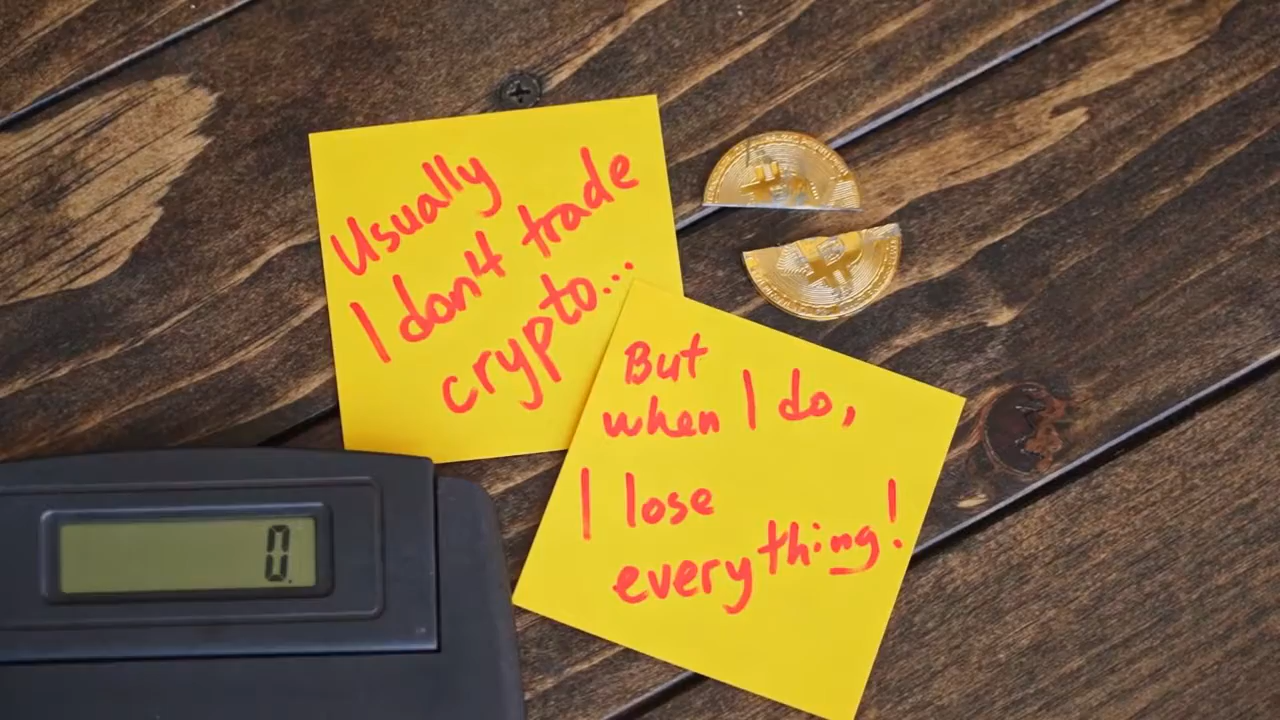 Usually
I don't trade
crypto...
But
when I do,
I lose
everything!
0.